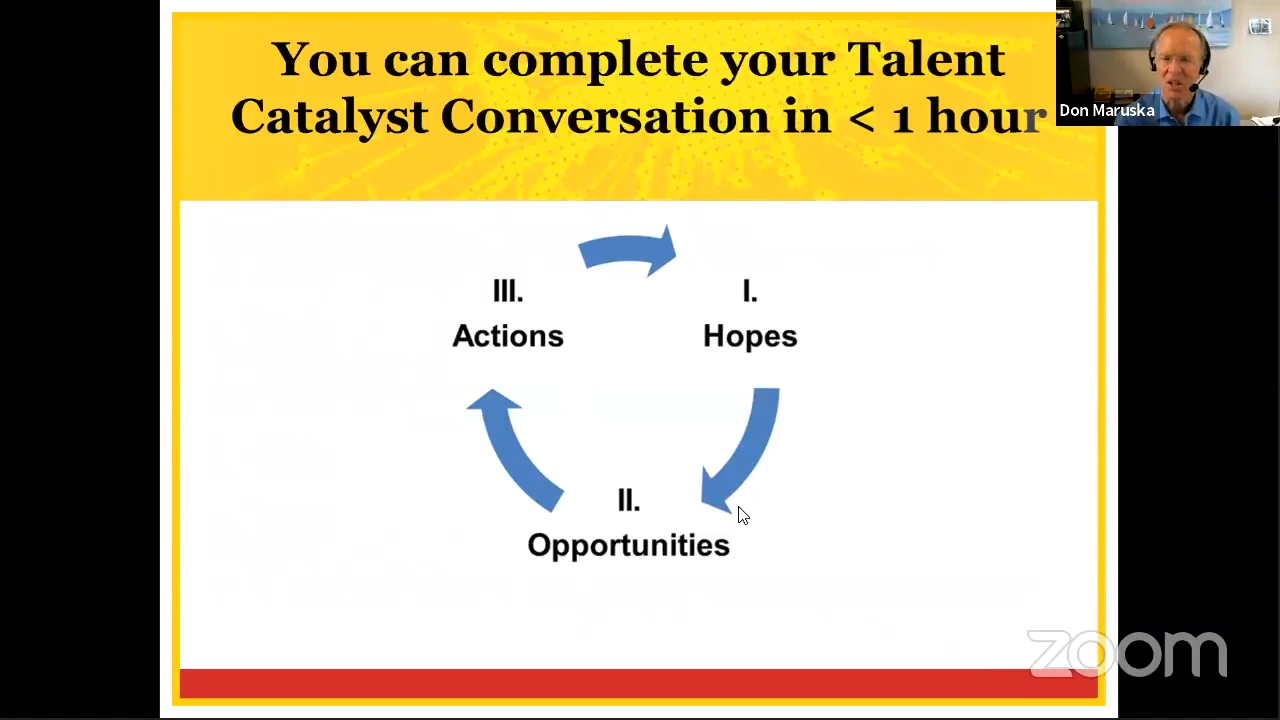 You can complete your Talent
Catalyst Conversation in < 1 hour
Don Maruska
III.
Actions
I.
Hopes
II.
Opportunities
zoom